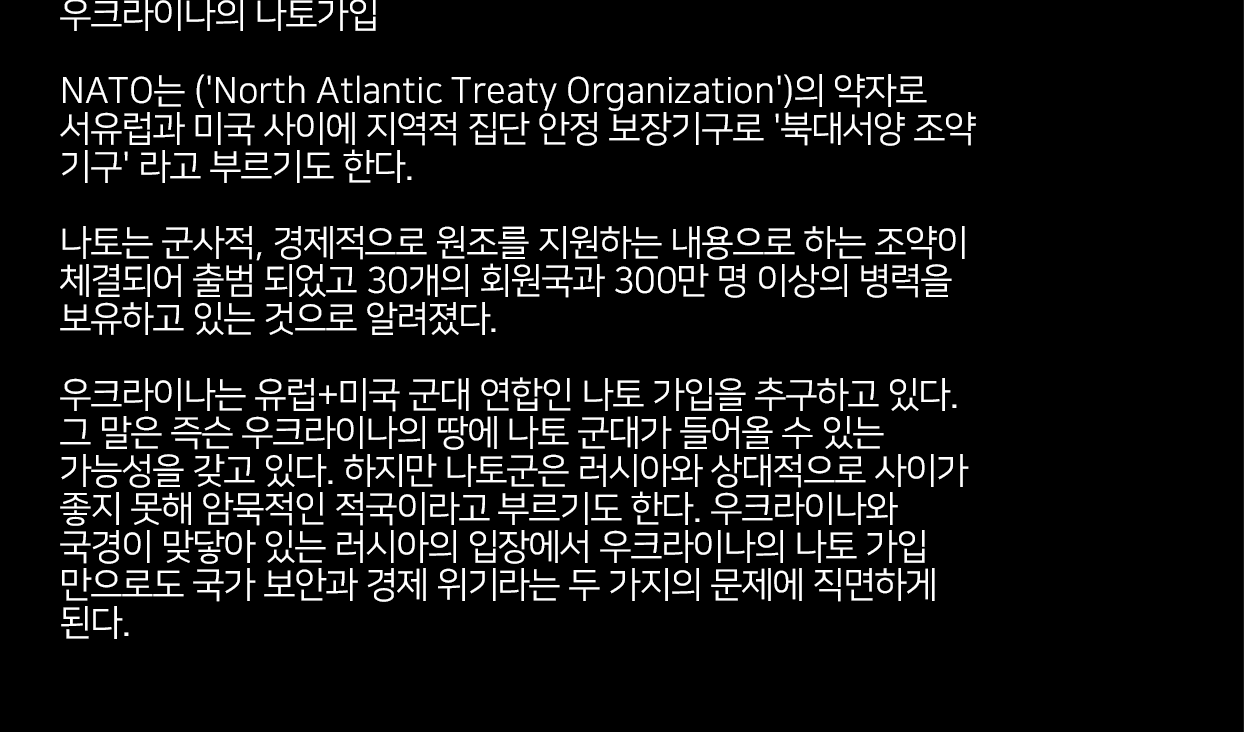 우크라이나의 나토가입
NATO는 ('North Atlantic Treaty Organization')의 약자로
서유럽과 미국 사이에 지역적 집단 안정 보장기구로 '북대서양 조약
기구' 라고 부르기도 한다.
나토는 군사적, 경제적으로 원조를 지원하는 내용으로 하는 조약이
체결되어 출범 되었고 30개의 회원국과 300만 명 이상의 병력을
보유하고 있는 것으로 알려졌다.
우크라이나는 유럽+미국 군대 연합인 나토 가입을 추구하고 있다.
그 말은 즉슨 우크라이나의 땅에 나토 군대가 들어올 수 있는
가능성을 갖고 있다. 하지만 나토군은 러시아와 상대적으로 사이가
좋지 못해 암묵적인 적국이라고 부르기도 한다. 우크라이나와
국경이 맞닿아 있는 러시아의 입장에서 우크라이나의 나토 가입
만으로도 국가 보안과 경제 위기라는 두 가지의 문제에 직면하게
된다.